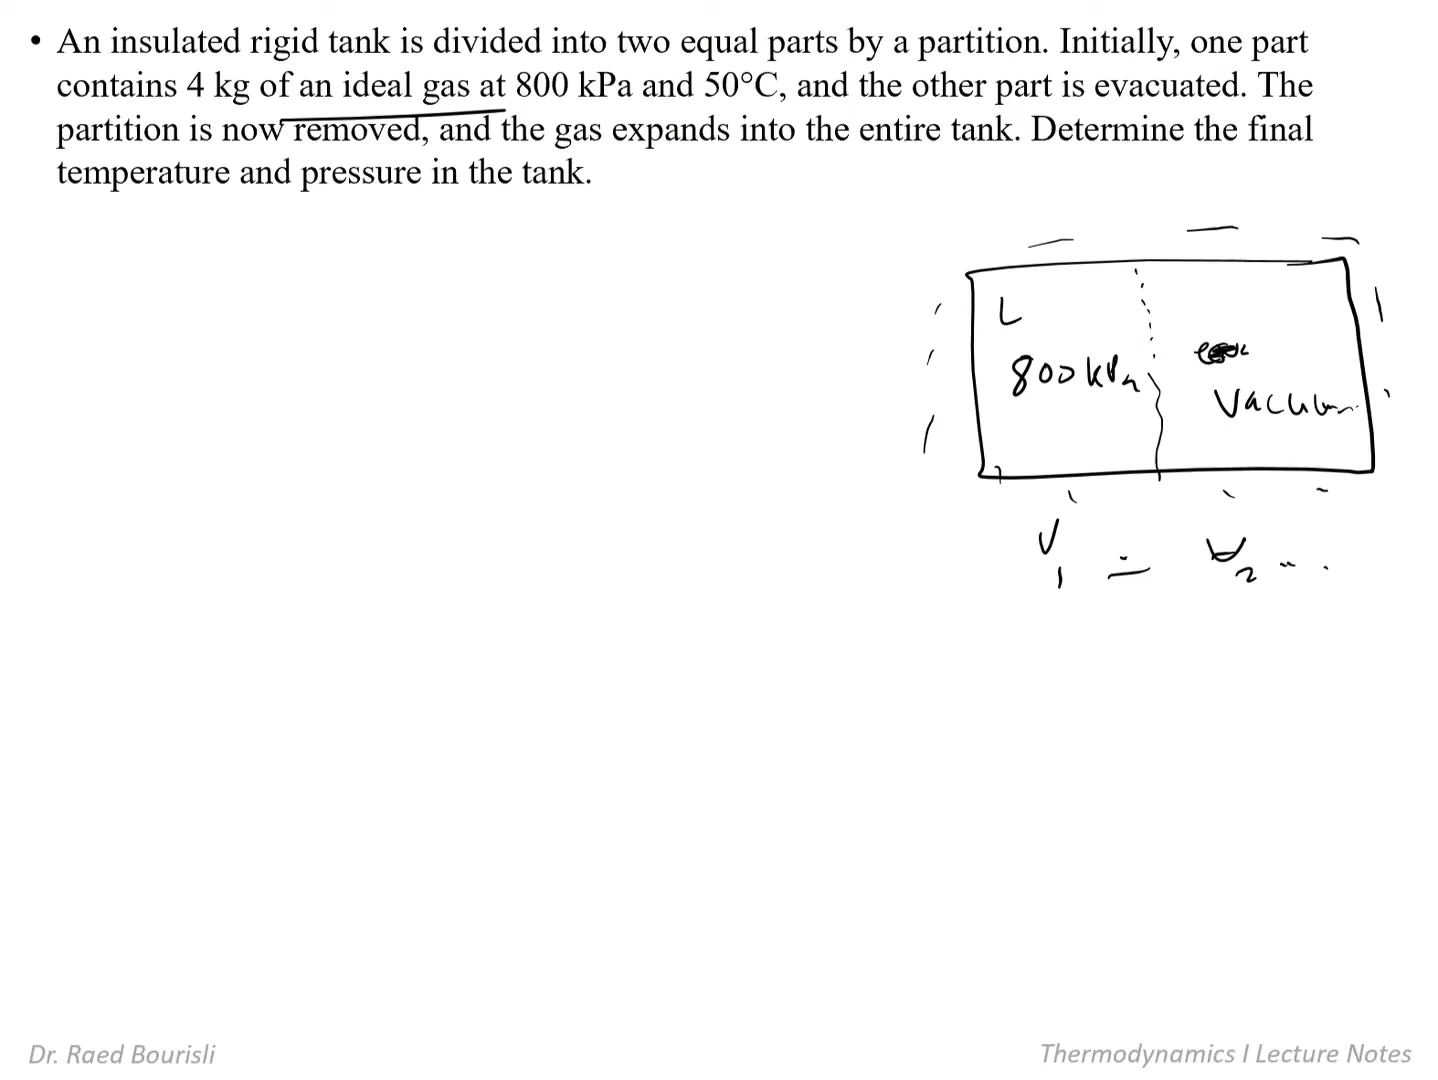 • An insulated rigid tank is divided into two equal parts by a partition. Initially, one part
contains 4 kg of an ideal gas at 800 kPa and 50°C, and the other part is evacuated. The
partition is now removed, and the gas expands into the entire tank. Determine the final
temperature and pressure in the tank.
L
800 kPa
Vacuum
V1 = V2
Dr. Raed Bourisli
Thermodynamics I Lecture Notes